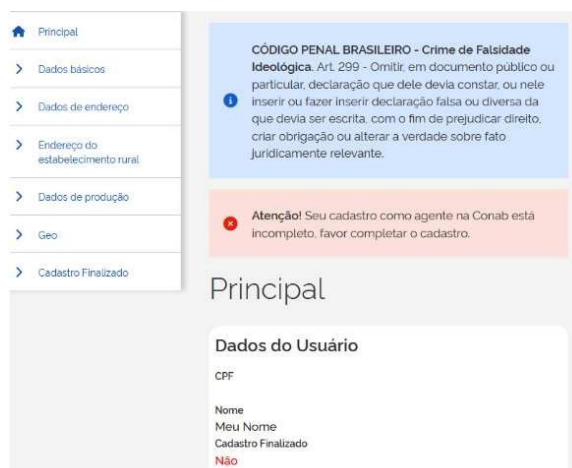 Principal
Dados básicos
Dados de endereço
Endereço do
estabelecimento rural
Dados de produção
Geo
Cadastro Finalizado
CÓDIGO PENAL BRASILEIRO - Crime de Falsidade
Ideológica. Art. 299 - Omitir, em documento público ou
particular, declaração que dele devia constar, ou nele
inserir ou fazer inserir declaração falsa ou diversa da
que devia ser escrita, com o fim de prejudicar direito,
criar obrigação ou alterar a verdade sobre fato
juridicamente relevante.
Atenção! Seu cadastro como agente na Conab está
incompleto, favor completar o cadastro.
Principal
Dados do Usuário
CPF
Nome
Meu Nome
Cadastro Finalizado
Não